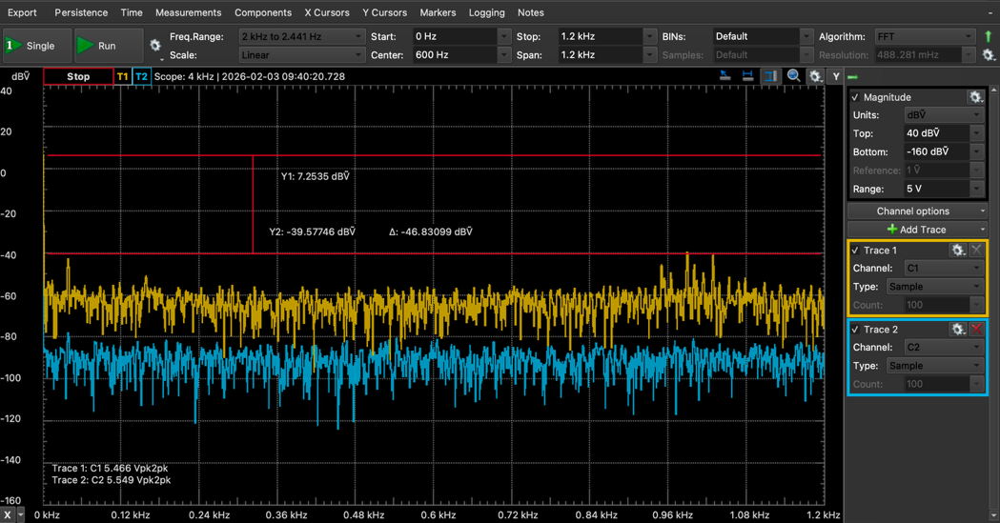 Export Persistence Time Measurements Components X Cursors Y Cursors Markers Logging Notes
1 Single Run Freq.Range: 2 kHz to 2.441 Hz Start: 0 Hz Stop: 1.2 kHz BINs: Default Algorithm: FFT
Scale: Linear Center: 600 Hz Span: 1.2 kHz Samples: Default Resolution: 488.281 mHz
dBṼ Stop T1 T2 Scope: 4 kHz | 2026-02-03 09:40:20.728 Y
40
20
0
-20
-40
-60
-80
-100
-120
-140
-160
Y1: 7.2535 dBṼ
Y2: -39.57746 dBṼ Δ: -46.83099 dBṼ
Trace 1: C1 5.466 Vpk2pk
Trace 2: C2 5.549 Vpk2pk
X 0 kHz 0.12 kHz 0.24 kHz 0.36 kHz 0.48 kHz 0.6 kHz 0.72 kHz 0.84 kHz 0.96 kHz 1.08 kHz 1.2 kHz
Magnitude
Units: dBṼ
Top: 40 dBṼ
Bottom: -160 dBṼ
Reference: 1 Ṽ
Range: 5 V
Channel options
Add Trace
Trace 1
Channel: C1
Type: Sample
Count: 100
Trace 2
Channel: C2
Type: Sample
Count: 100